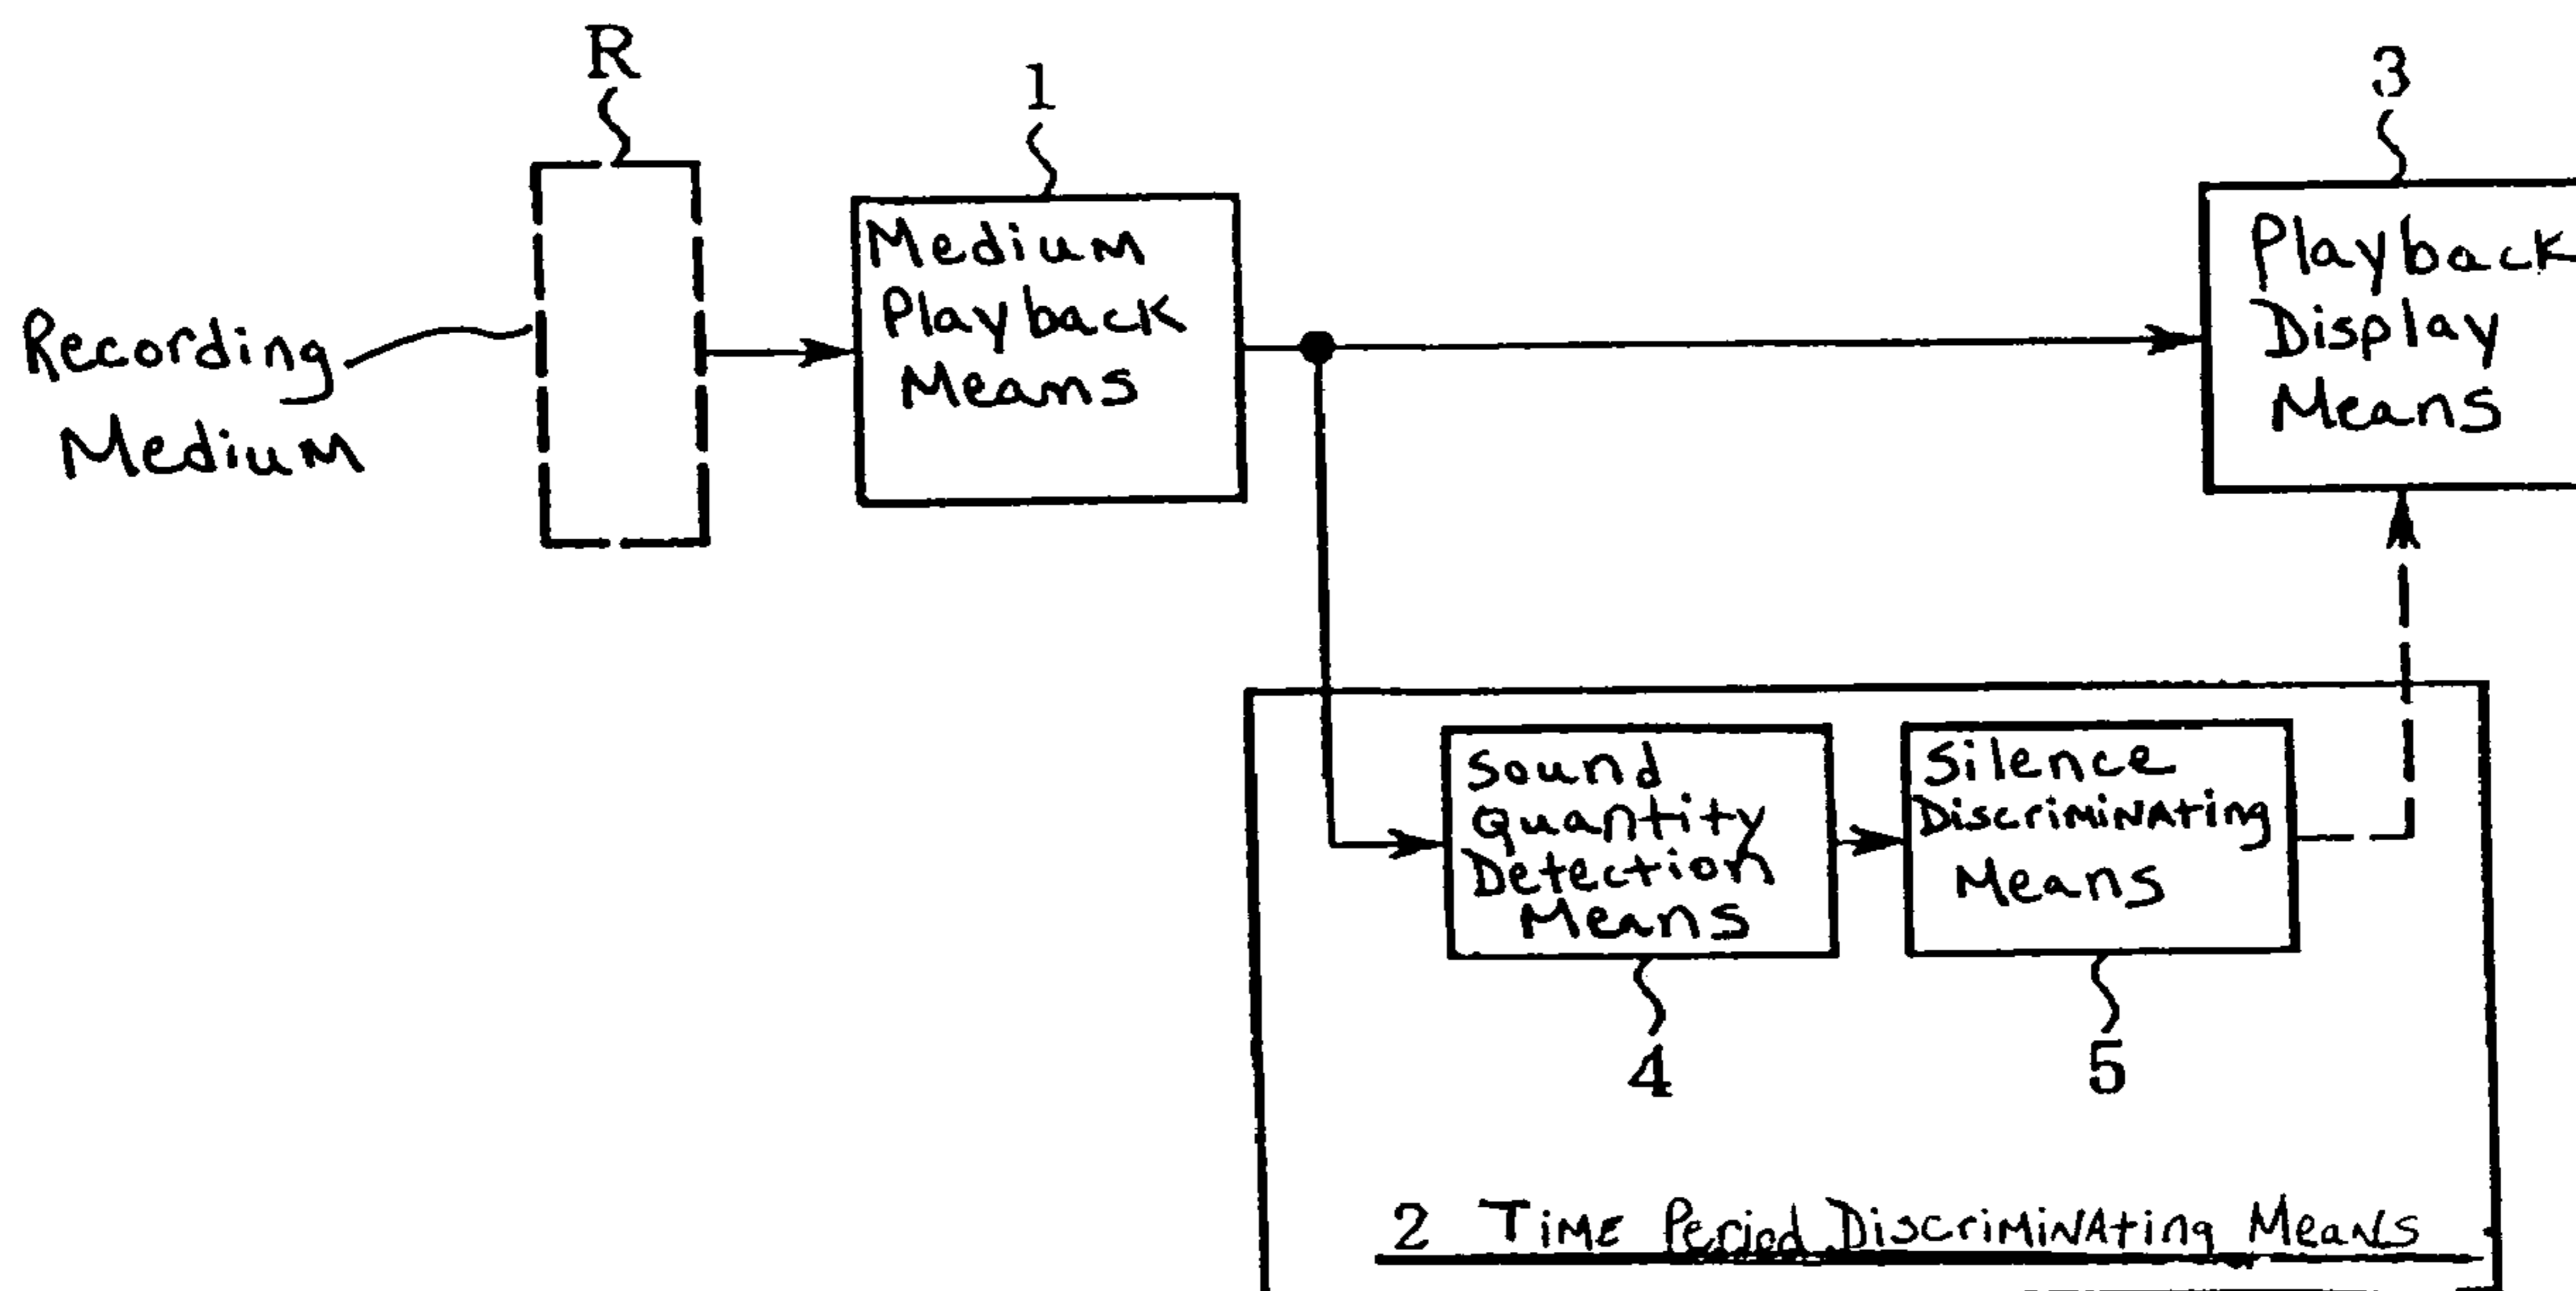 R
1
3
Recording
Medium
Medium
Playback
Means
Playback
Display
Means
Sound
Quantity
Detection
Means
Silence
Discriminating
Means
4
5
2 Time Period Discriminating Means